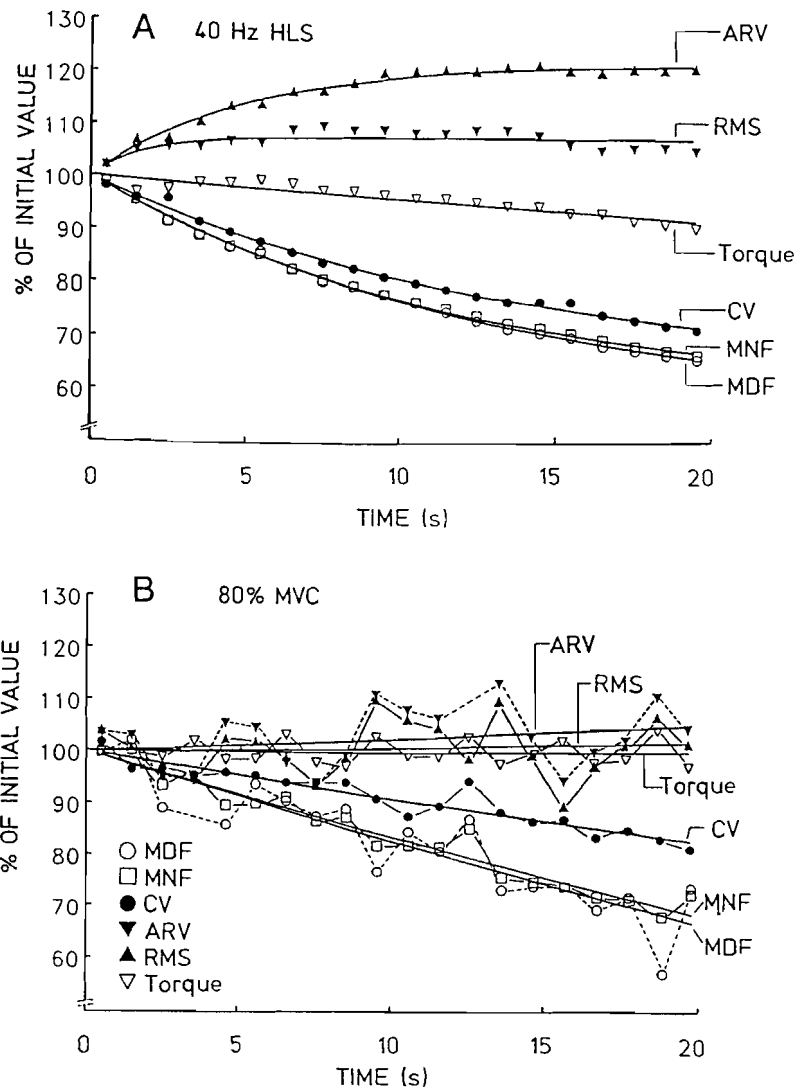 A
40 Hz HLS
130
120
110
100
90
80
70
60
% OF INITIAL VALUE
ARV
RMS
Torque
CV
MNF
MDF
0
5
10
15
20
TIME (s)
B
80% MVC
130
120
110
100
90
80
70
60
% OF INITIAL VALUE
ARV
RMS
Torque
CV
MNF
MDF
MDF
MNF
CV
ARV
RMS
Torque
0
5
10
15
20
TIME (s)